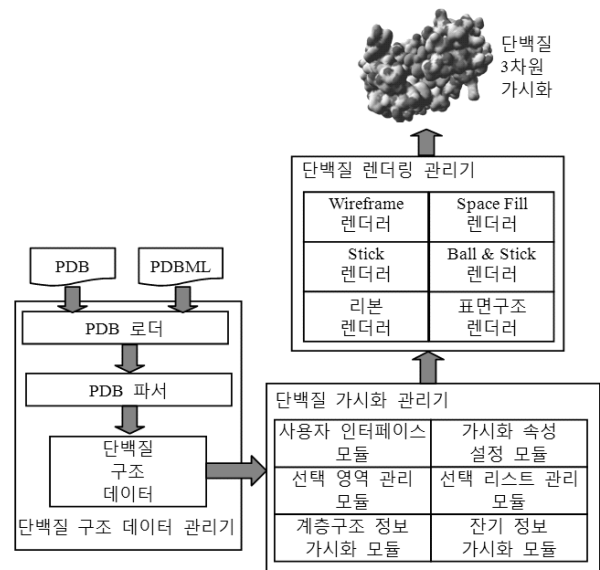 단백질
3차원
가시화
단백질 렌더링 관리기
Wireframe
렌더러
Space Fill
렌더러
Stick
렌더러
Ball & Stick
렌더러
리본
렌더러
표면구조
렌더러
PDB
PDBML
PDB 로더
PDB 파서
단백질
구조
데이터
단백질 구조 데이터 관리기
단백질 가시화 관리기
사용자 인터페이스
모듈
가시화 속성
설정 모듈
선택 영역 관리
모듈
선택 리스트 관리
모듈
계층구조 정보
가시화 모듈
잔기 정보
가시화 모듈